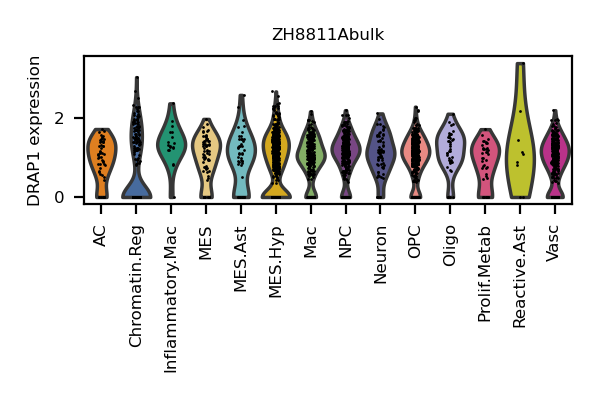 ZH8811Abulk
DRAP1 expression
2
0
AC
Chromatin.Reg
Inflammatory.Mac
MES
MES.Ast
MES.Hyp
Mac
NPC
Neuron
OPC
Oligo
Prolif.Metab
Reactive.Ast
Vasc